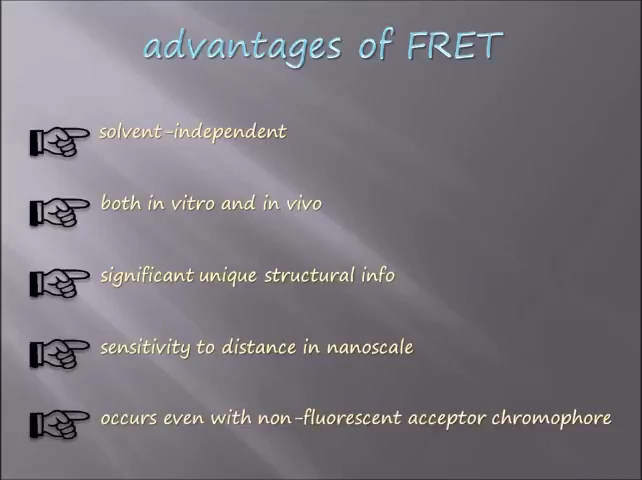 advantages of FRET
solvent-independent
both in vitro and in vivo
significant unique structural info
sensitivity to distance in nanoscale
occurs even with non-fluorescent acceptor chromophore